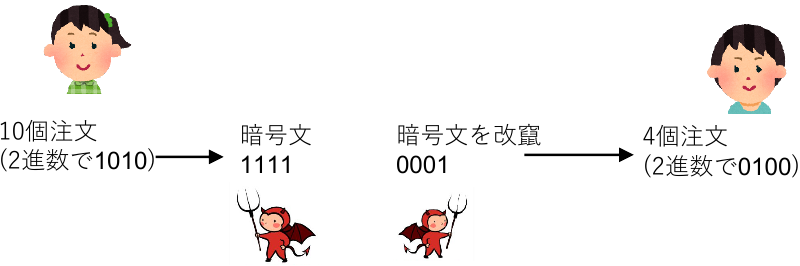 10個注文
(2進数で1010)
暗号文
1111
暗号文を改竄
0001
4個注文
(2進数で0100)